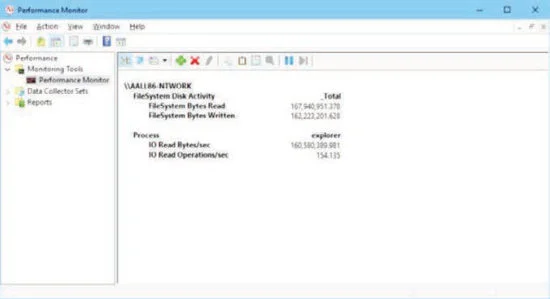 Performance Monitor
File Action View Window Help
Performance
Monitoring Tools
Performance Monitor
Data Collector Sets
Reports
\\AALL86-NTWORK
FileSystem Disk Activity _Total
FileSystem Bytes Read 167,940,951.378
FileSystem Bytes Written 162,223,201.628
Process explorer
IO Read Bytes/sec 160,580,389.981
IO Read Operations/sec 154.135